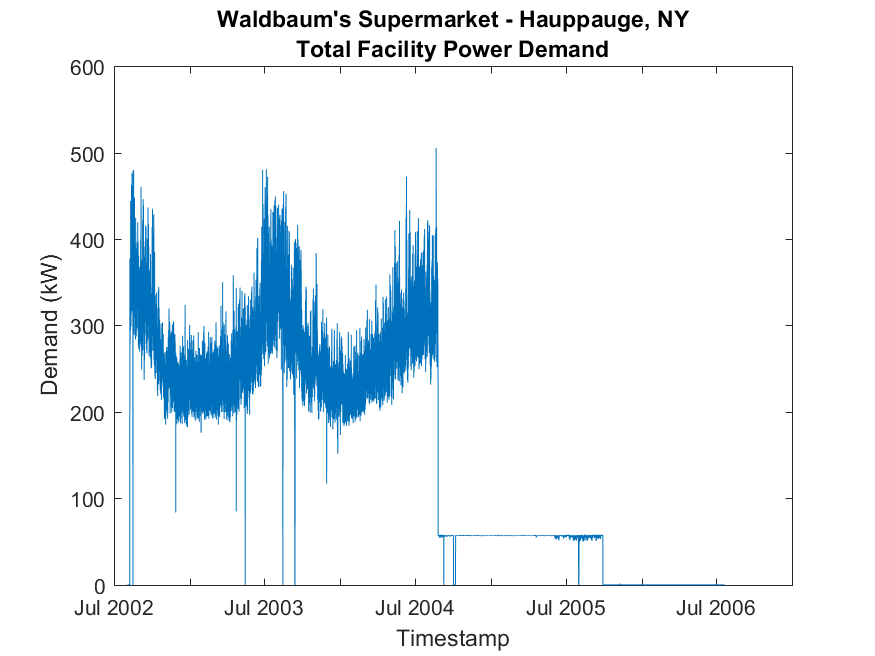 Waldbaum's Supermarket - Hauppauge, NY
Total Facility Power Demand
600
500
400
300
200
100
0
Demand (kW)
Jul 2002
Jul 2003
Jul 2004
Jul 2005
Jul 2006
Timestamp